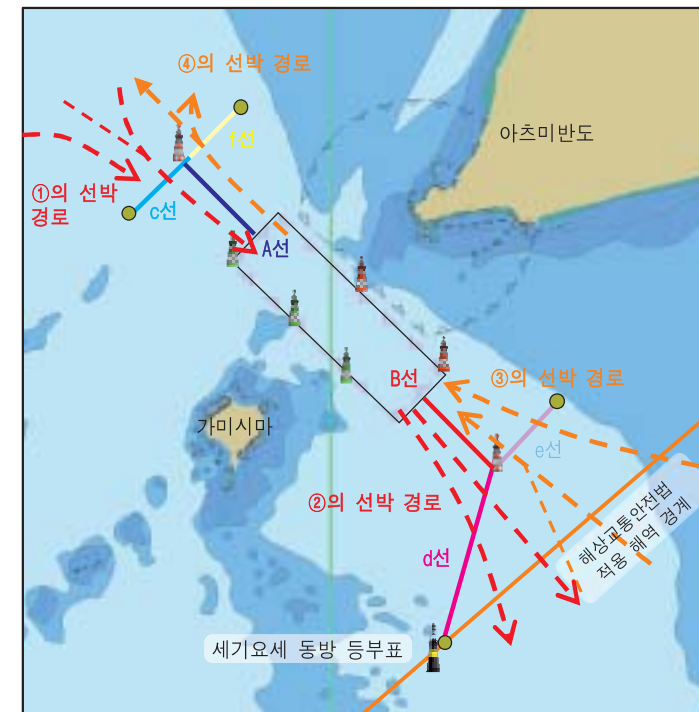 ④의 선박 경로
f선
아츠미반도
①의 선박
경로
c선
A선
B선
③의 선박 경로
가미시마
e선
②의 선박 경로
해상교통안전법
적용 해역 경계
d선
세기요세 동방 등부표